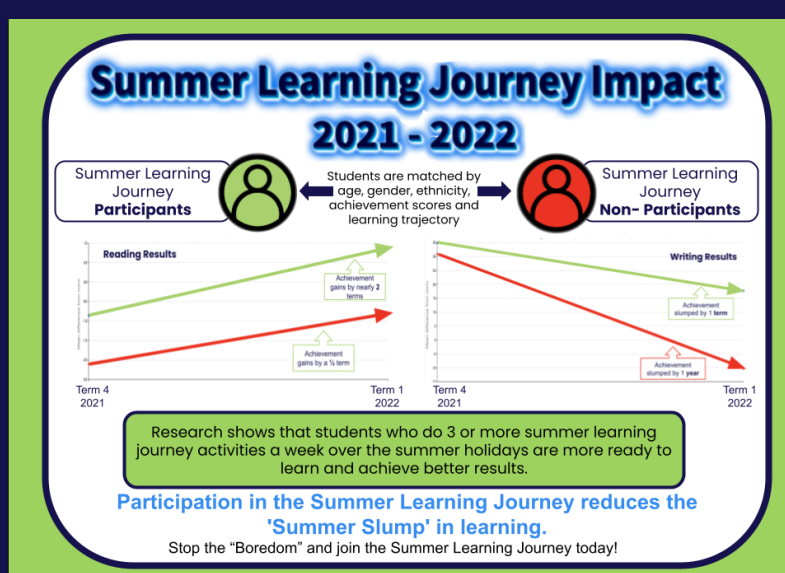 Summer Learning Journey Impact
2021 - 2022
Summer Learning
Journey
Participants
Students are matched by
age, gender, ethnicity,
achievement scores and
learning trajectory
Summer Learning
Journey
Non- Participants
Reading Results
Achievement
gains by nearly 2
terms
Achievement
gains by a ½ term
Term 4
2021
Term 1
2022
Writing Results
Achievement
slumped by 1 term
Achievement
slumped by 1 year
Term 4
2021
Term 1
2022
Research shows that students who do 3 or more summer learning
journey activities a week over the summer holidays are more ready to
learn and achieve better results.
Participation in the Summer Learning Journey reduces the
'Summer Slump' in learning.
Stop the “Boredom” and join the Summer Learning Journey today!